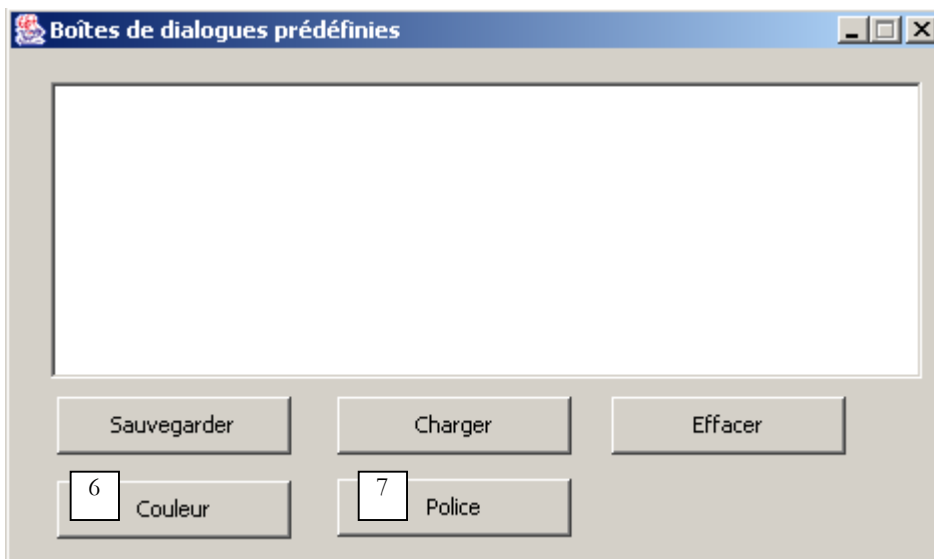 Boîtes de dialogues prédéfinies
Sauvegarder Charger Effacer
6 Couleur 7 Police